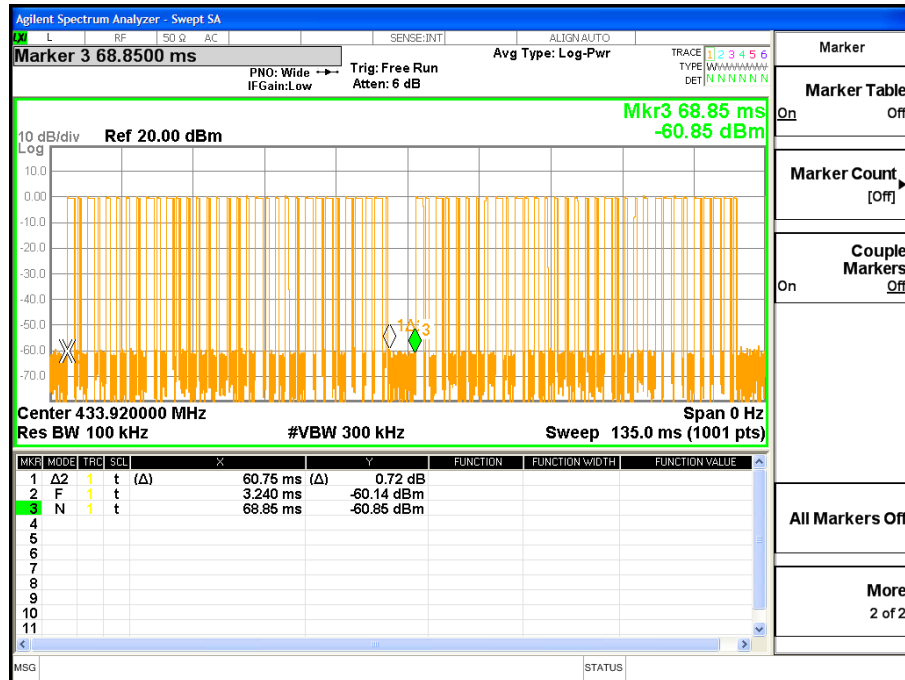 Agilent Spectrum Analyzer - Swept SA
LXI L RF 50 Ω AC SENSE:INT ALIGN AUTO
Marker 3 68.8500 ms
PNO: Wide
IFGain:Low
Trig: Free Run
Atten: 6 dB
Avg Type: Log-Pwr
TRACE 1 2 3 4 5 6
TYPE WWWWWW
DET N N N N N N
Mkr3 68.85 ms
-60.85 dBm
10 dB/div Ref 20.00 dBm
Log
10.0
0.00
-10.0
-20.0
-30.0
-40.0
-50.0
-60.0
-70.0
1Δ
3
Center 433.920000 MHz Span 0 Hz
Res BW 100 kHz #VBW 300 kHz Sweep 135.0 ms (1001 pts)
MKR MODE TRC SCL X Y FUNCTION FUNCTION WIDTH FUNCTION VALUE
1 Δ2 1 t (Δ) 60.75 ms (Δ) 0.72 dB
2 F 1 t 3.240 ms -60.14 dBm
3 N 1 t 68.85 ms -60.85 dBm
4
5
6
7
8
9
10
11
MSG STATUS
Marker
Marker Table
On Off
Marker Count
[Off]
Couple
Markers
On Off
All Markers Off
More
2 of 2